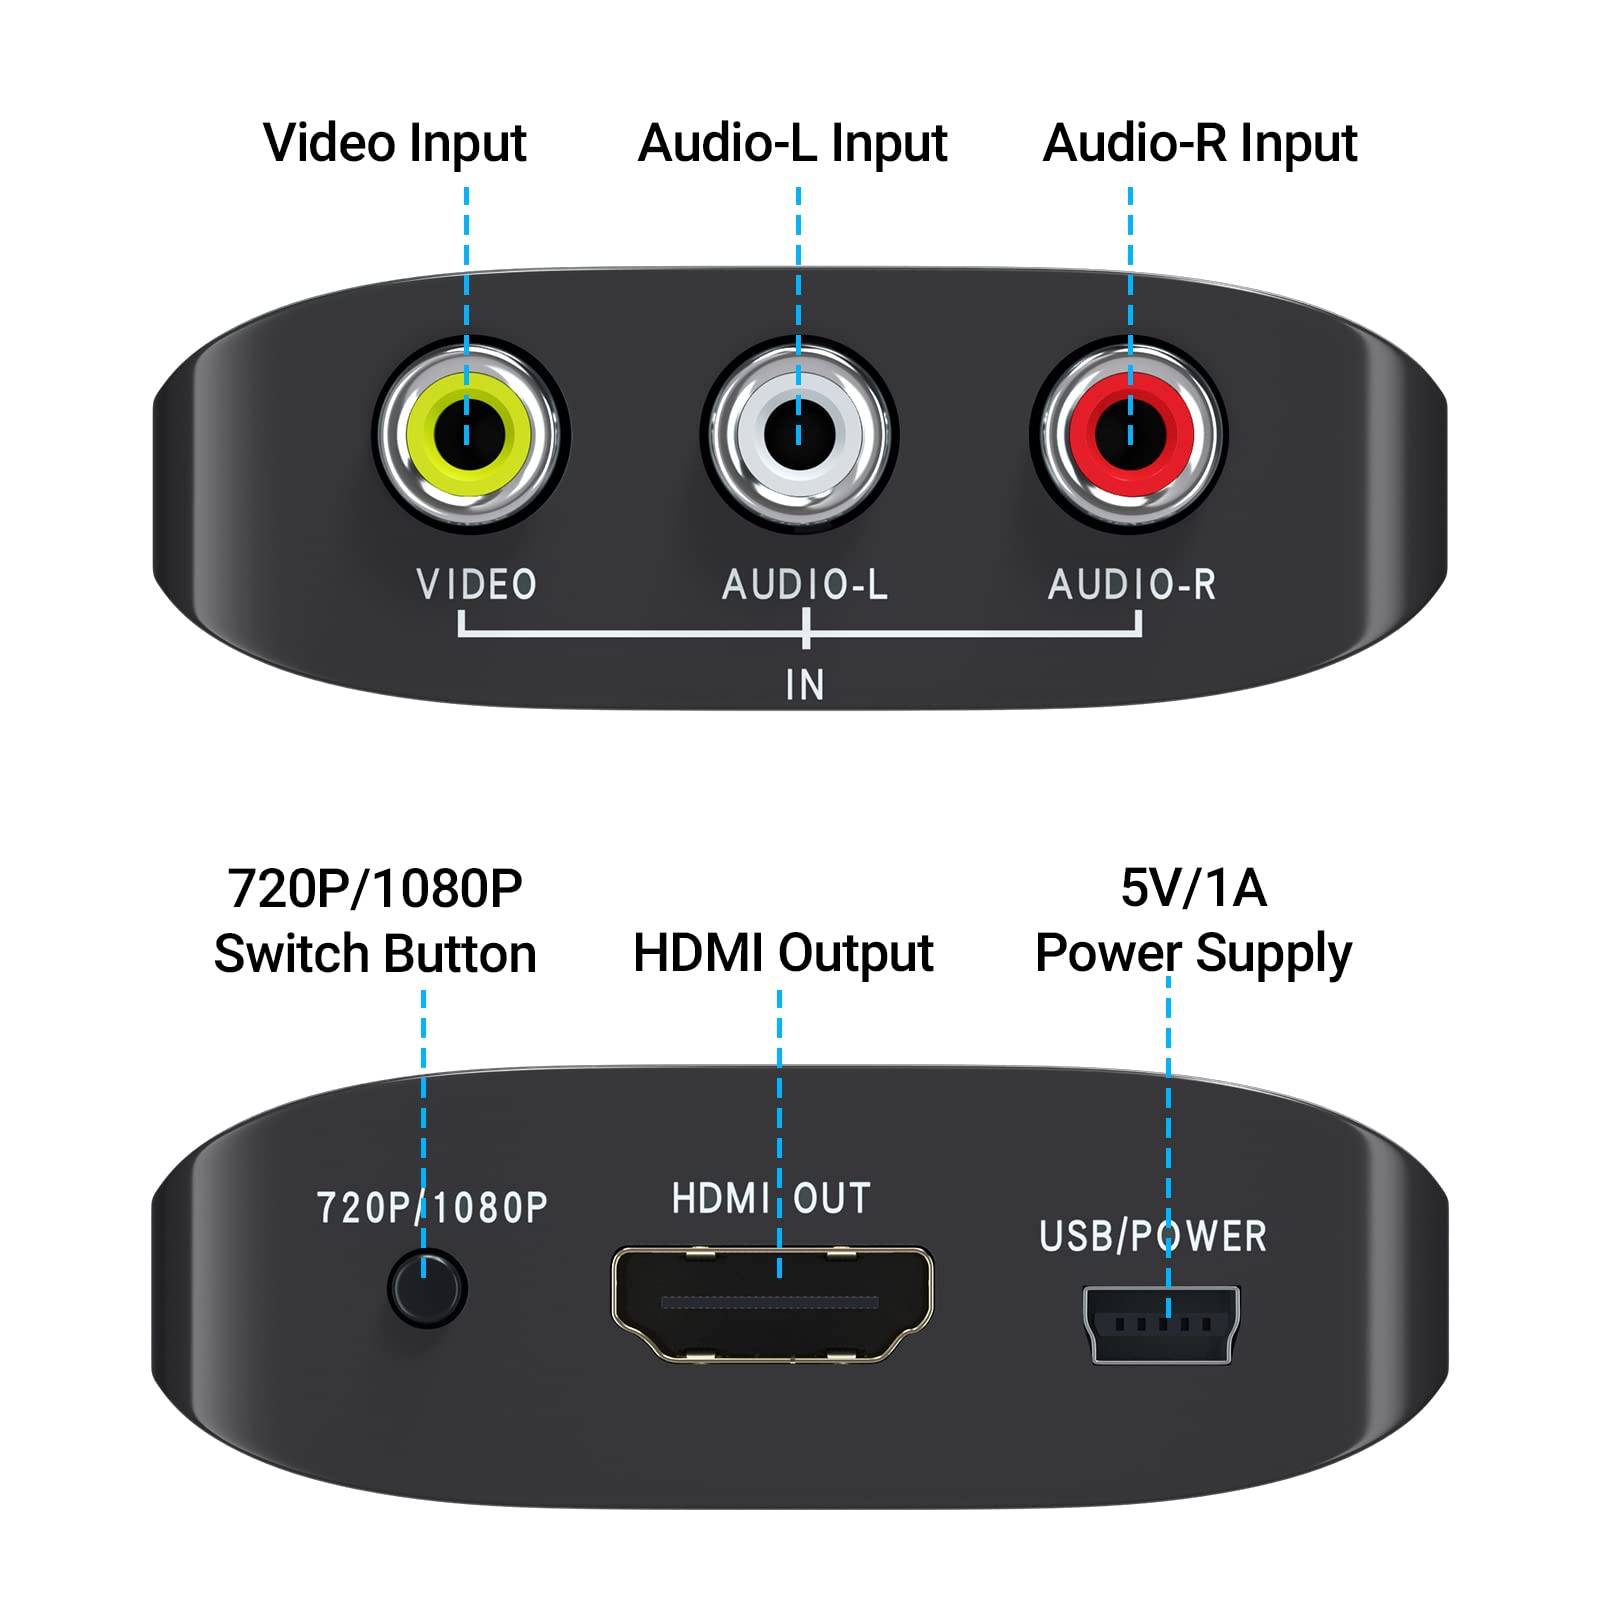 Video Input
Audio-L Input
Audio-R Input
VIDEO
AUDIO-L
AUDIO-R
IN
720P/1080P
Switch Button
HDMI Output
5V/1A
Power Supply
720P/1080P
HDMI OUT
USB/POWER